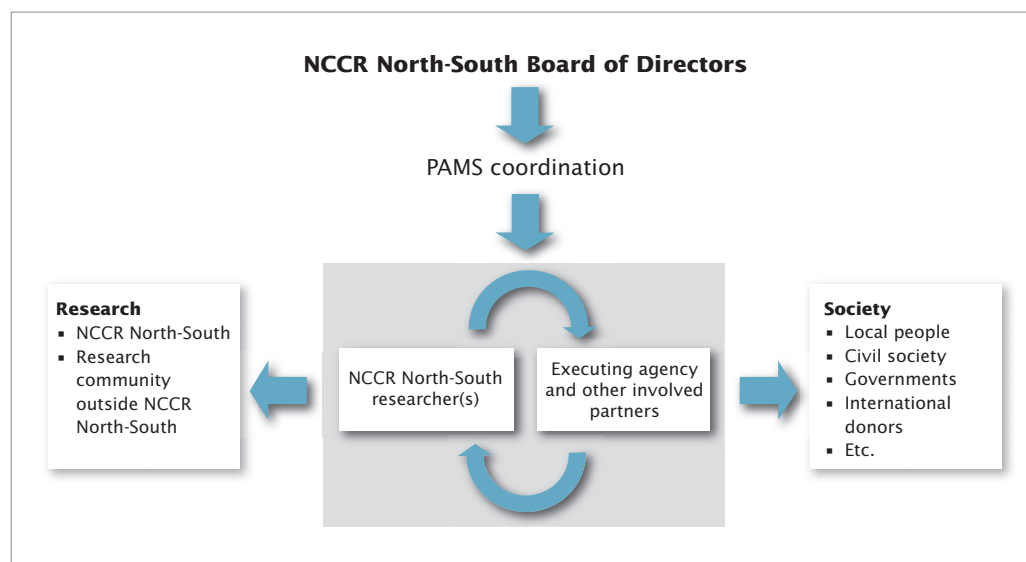 NCCR North-South Board of Directors
PAMS coordination
Research
▪ NCCR North-South
▪ Research
community
outside NCCR
North-South
NCCR North-South
researcher(s)
Executing agency
and other involved
partners
Society
▪ Local people
▪ Civil society
▪ Governments
▪ International
donors
▪ Etc.